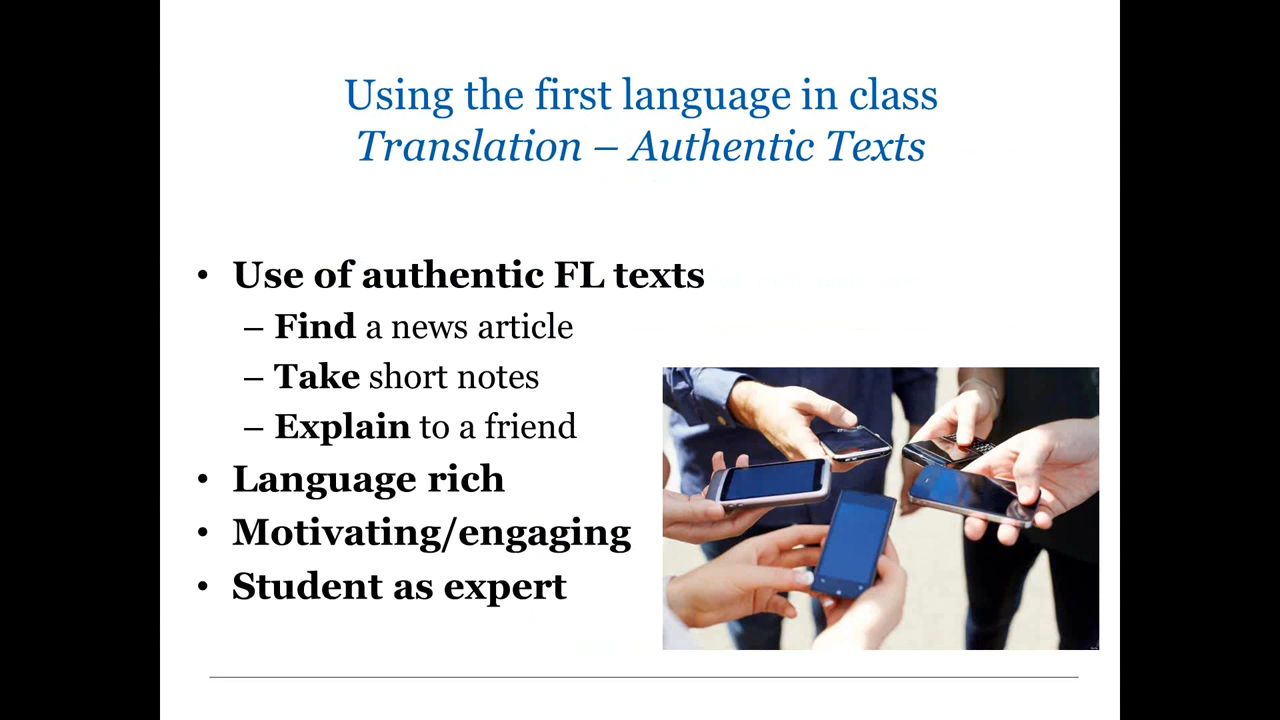 Using the first language in class
Translation – Authentic Texts
• Use of authentic FL texts
– Find a news article
– Take short notes
– Explain to a friend
• Language rich
• Motivating/engaging
• Student as expert